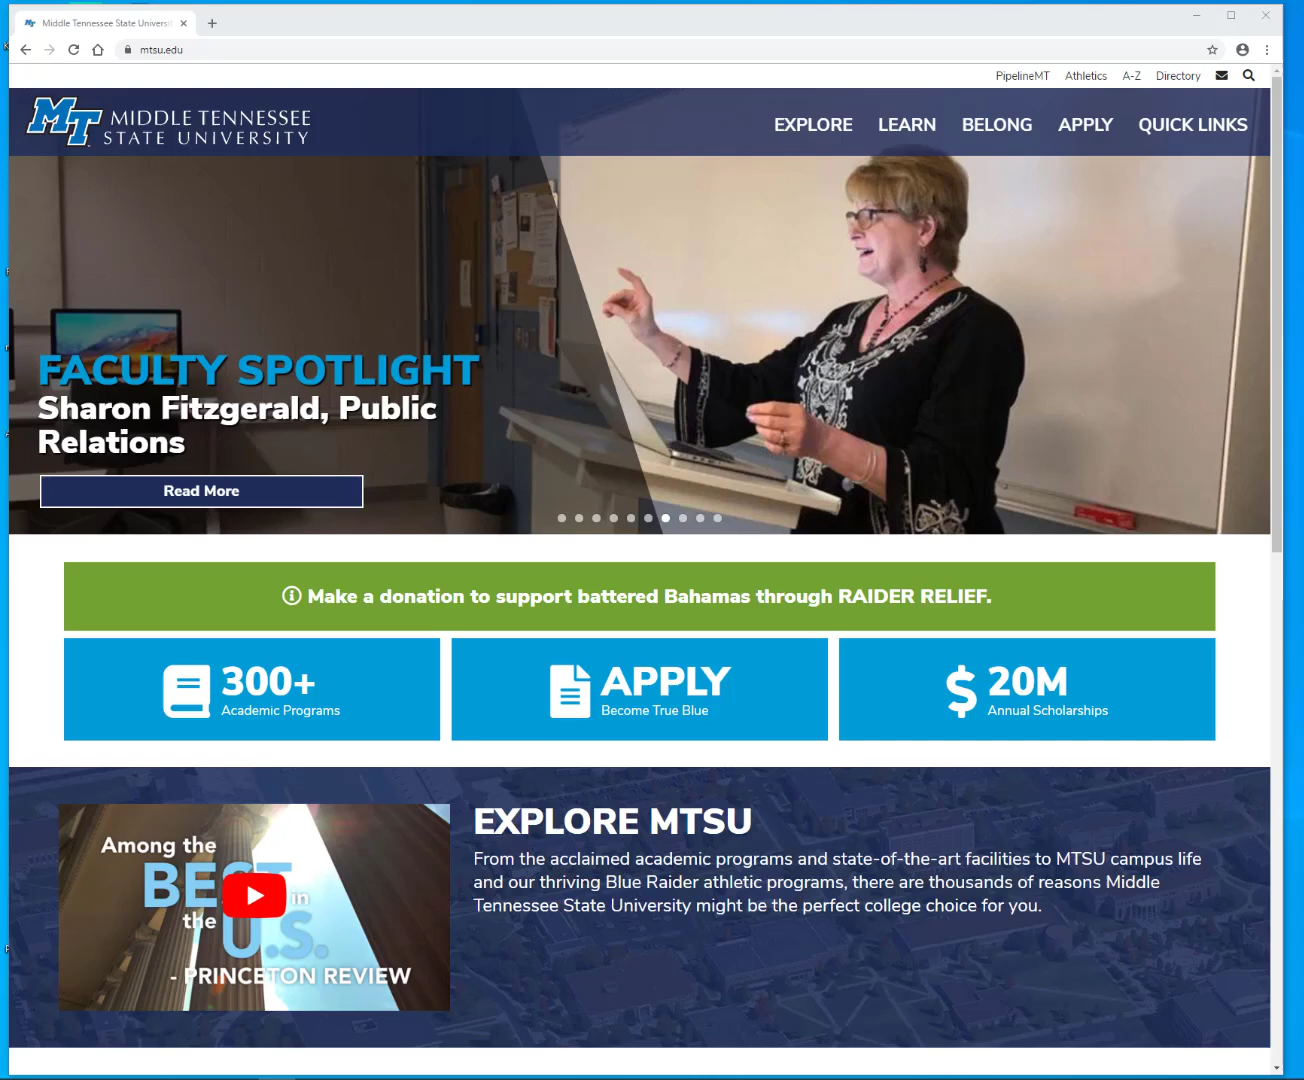 Middle Tennessee State Universit
mtsu.edu
PipelineMT Athletics A-Z Directory
MT MIDDLE TENNESSEE
STATE UNIVERSITY
EXPLORE LEARN BELONG APPLY QUICK LINKS
FACULTY SPOTLIGHT
Sharon Fitzgerald, Public
Relations
Read More
Make a donation to support battered Bahamas through RAIDER RELIEF.
300+
Academic Programs
APPLY
Become True Blue
20M
Annual Scholarships
Among the
BEST
in
the
U.S.
- PRINCETON REVIEW
EXPLORE MTSU
From the acclaimed academic programs and state-of-the-art facilities to MTSU campus life
and our thriving Blue Raider athletic programs, there are thousands of reasons Middle
Tennessee State University might be the perfect college choice for you.